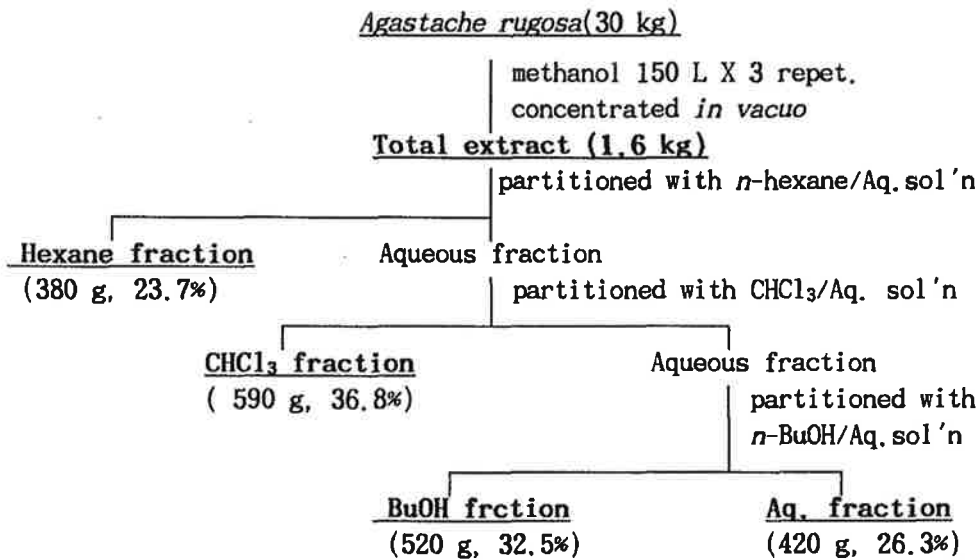 Agastache rugosa(30 kg)
methanol 150 L X 3 repet.
concentrated in vacuo
Total extract (1.6 kg)
partitioned with n-hexane/Aq.sol'n
Hexane fraction
(380 g, 23.7%)
Aqueous fraction
partitioned with CHCl₃/Aq. sol'n
CHCl₃ fraction
( 590 g, 36.8%)
Aqueous fraction
partitioned with
n-BuOH/Aq.sol'n
BuOH frction
(520 g, 32.5%)
Aq. fraction
(420 g, 26.3%)